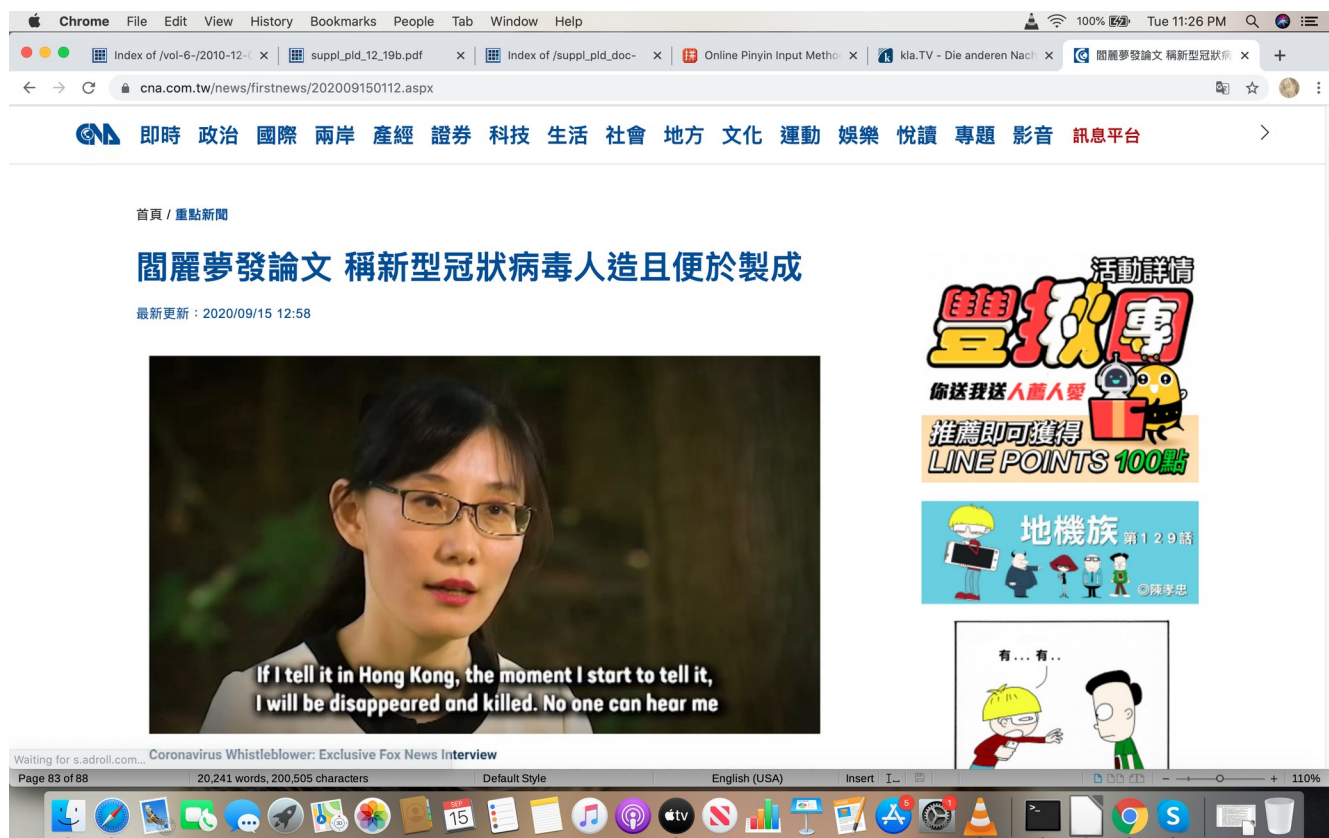 Chrome File Edit View History Bookmarks People Tab Window Help 100% Tue 11:26 PM
Index of /vol-6-/2010-12-0 suppl_pld_12_19b.pdf Index of /suppl_pld_doc- Online Pinyin Input Metho kla.TV - Die anderen Nach 閻麗夢發論文 稱新型冠狀病
cna.com.tw/news/firstnews/202009150112.aspx
CNA 即時 政治 國際 兩岸 產經 證券 科技 生活 社會 地方 文化 運動 娛樂 悅讀 專題 影音 訊息平台
首頁 / 重點新聞
閻麗夢發論文 稱新型冠狀病毒人造且便於製成
最新更新：2020/09/15 12:58
活動詳情
豐揪團
你送我送人薦人愛
推薦即可獲得
LINE POINTS 100點
地機族 第129話
©陳孝忠
有...有..
If I tell it in Hong Kong, the moment I start to tell it,
I will be disappeared and killed. No one can hear me
Coronavirus Whistleblower: Exclusive Fox News Interview
Waiting for s.adroll.com...
Page 83 of 88 20,241 words, 200,505 characters Default Style English (USA) Insert 110%
SEP
15
tv
5
1